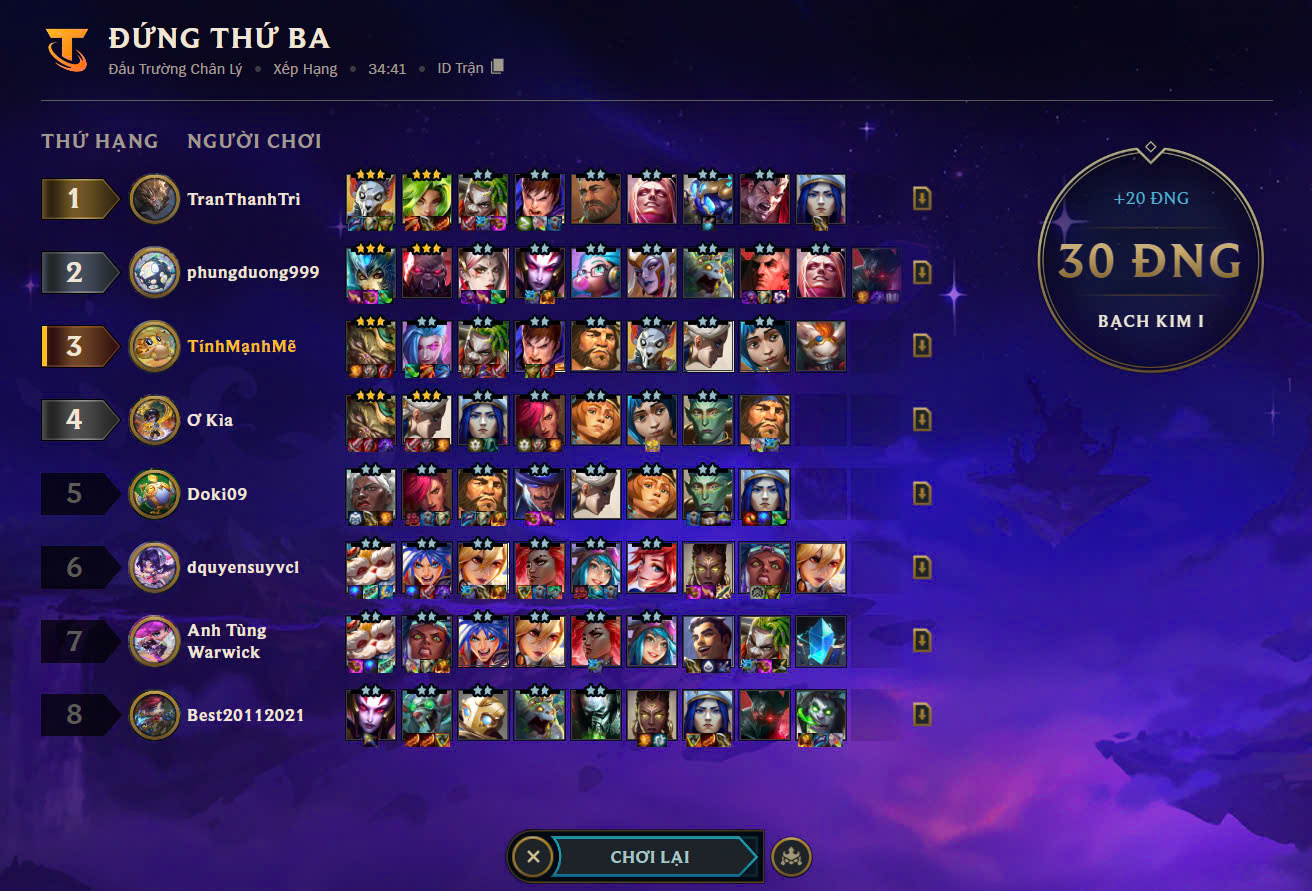 ĐỨNG THỨ BA
Đấu Trường Chân Lý • Xếp Hạng • 34:41 • ID Trận
THỨ HẠNG NGƯỜI CHƠI
1 TranThanhTri
2 phungduong999
3 TínhMạnhMẽ
4 Ơ Kìa
5 Doki09
6 dquyensuyvcl
7 Anh Tùng
Warwick
8 Best20112021
+20 ĐNG
30 ĐNG
BẠCH KIM I
CHƠI LẠI